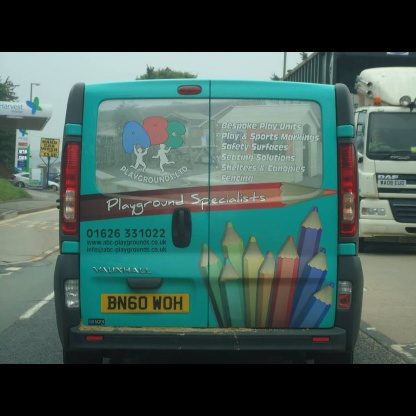 Harvest
ABC
PLAYGROUNDS LTD
• Bespoke Play Units
• Play & Sports Markings
• Safety Surfaces
• Seating Solutions
• Shelters & Canopies
• Fencing
Playground Specialists
01626 331022
www.abc-playgrounds.co.uk
info@abc-playgrounds.co.uk
VAUXHALL
BN60 WOH
DAF